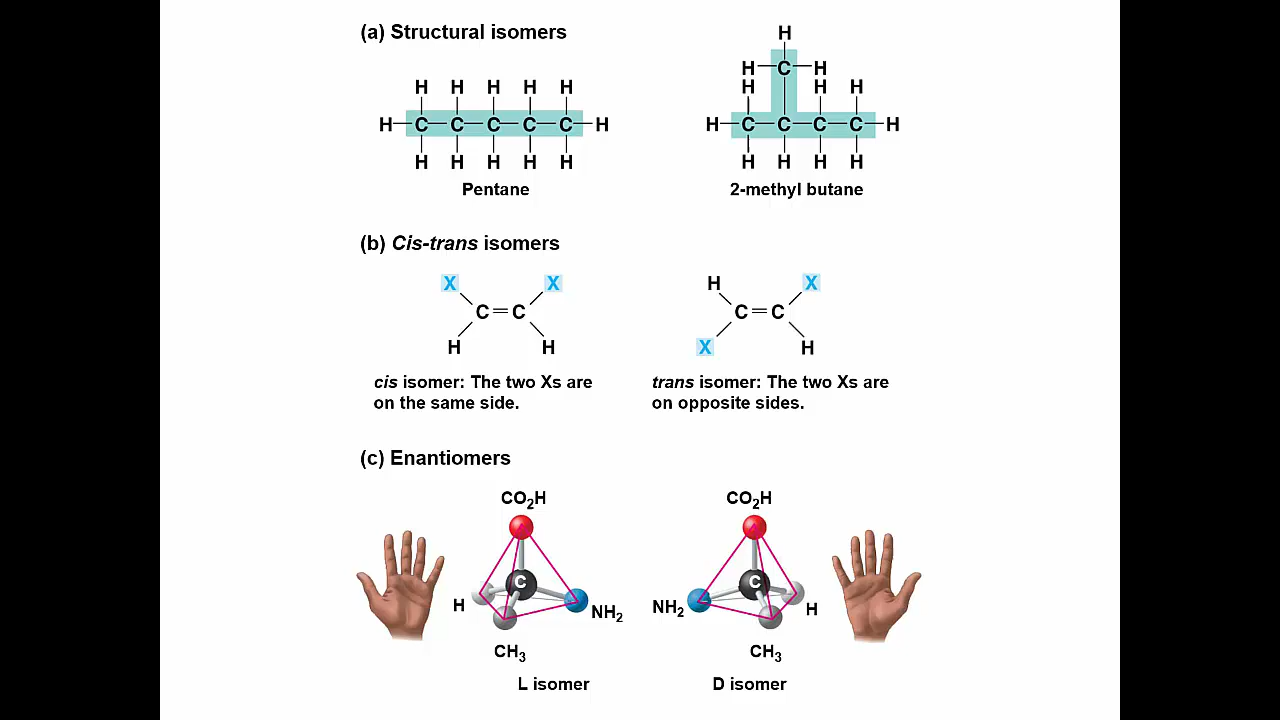 (a) Structural isomers
H
H H H H H
H C C C C C H
H H H H H
Pentane
H
H C H
H H H
H C C C C H
H H H H
2-methyl butane
(b) Cis-trans isomers
X X
C=C
H H
cis isomer: The two Xs are
on the same side.
H X
C=C
X H
trans isomer: The two Xs are
on opposite sides.
(c) Enantiomers
CO2H
C
H
NH2
CH3
L isomer
CO2H
C
NH2
H
CH3
D isomer